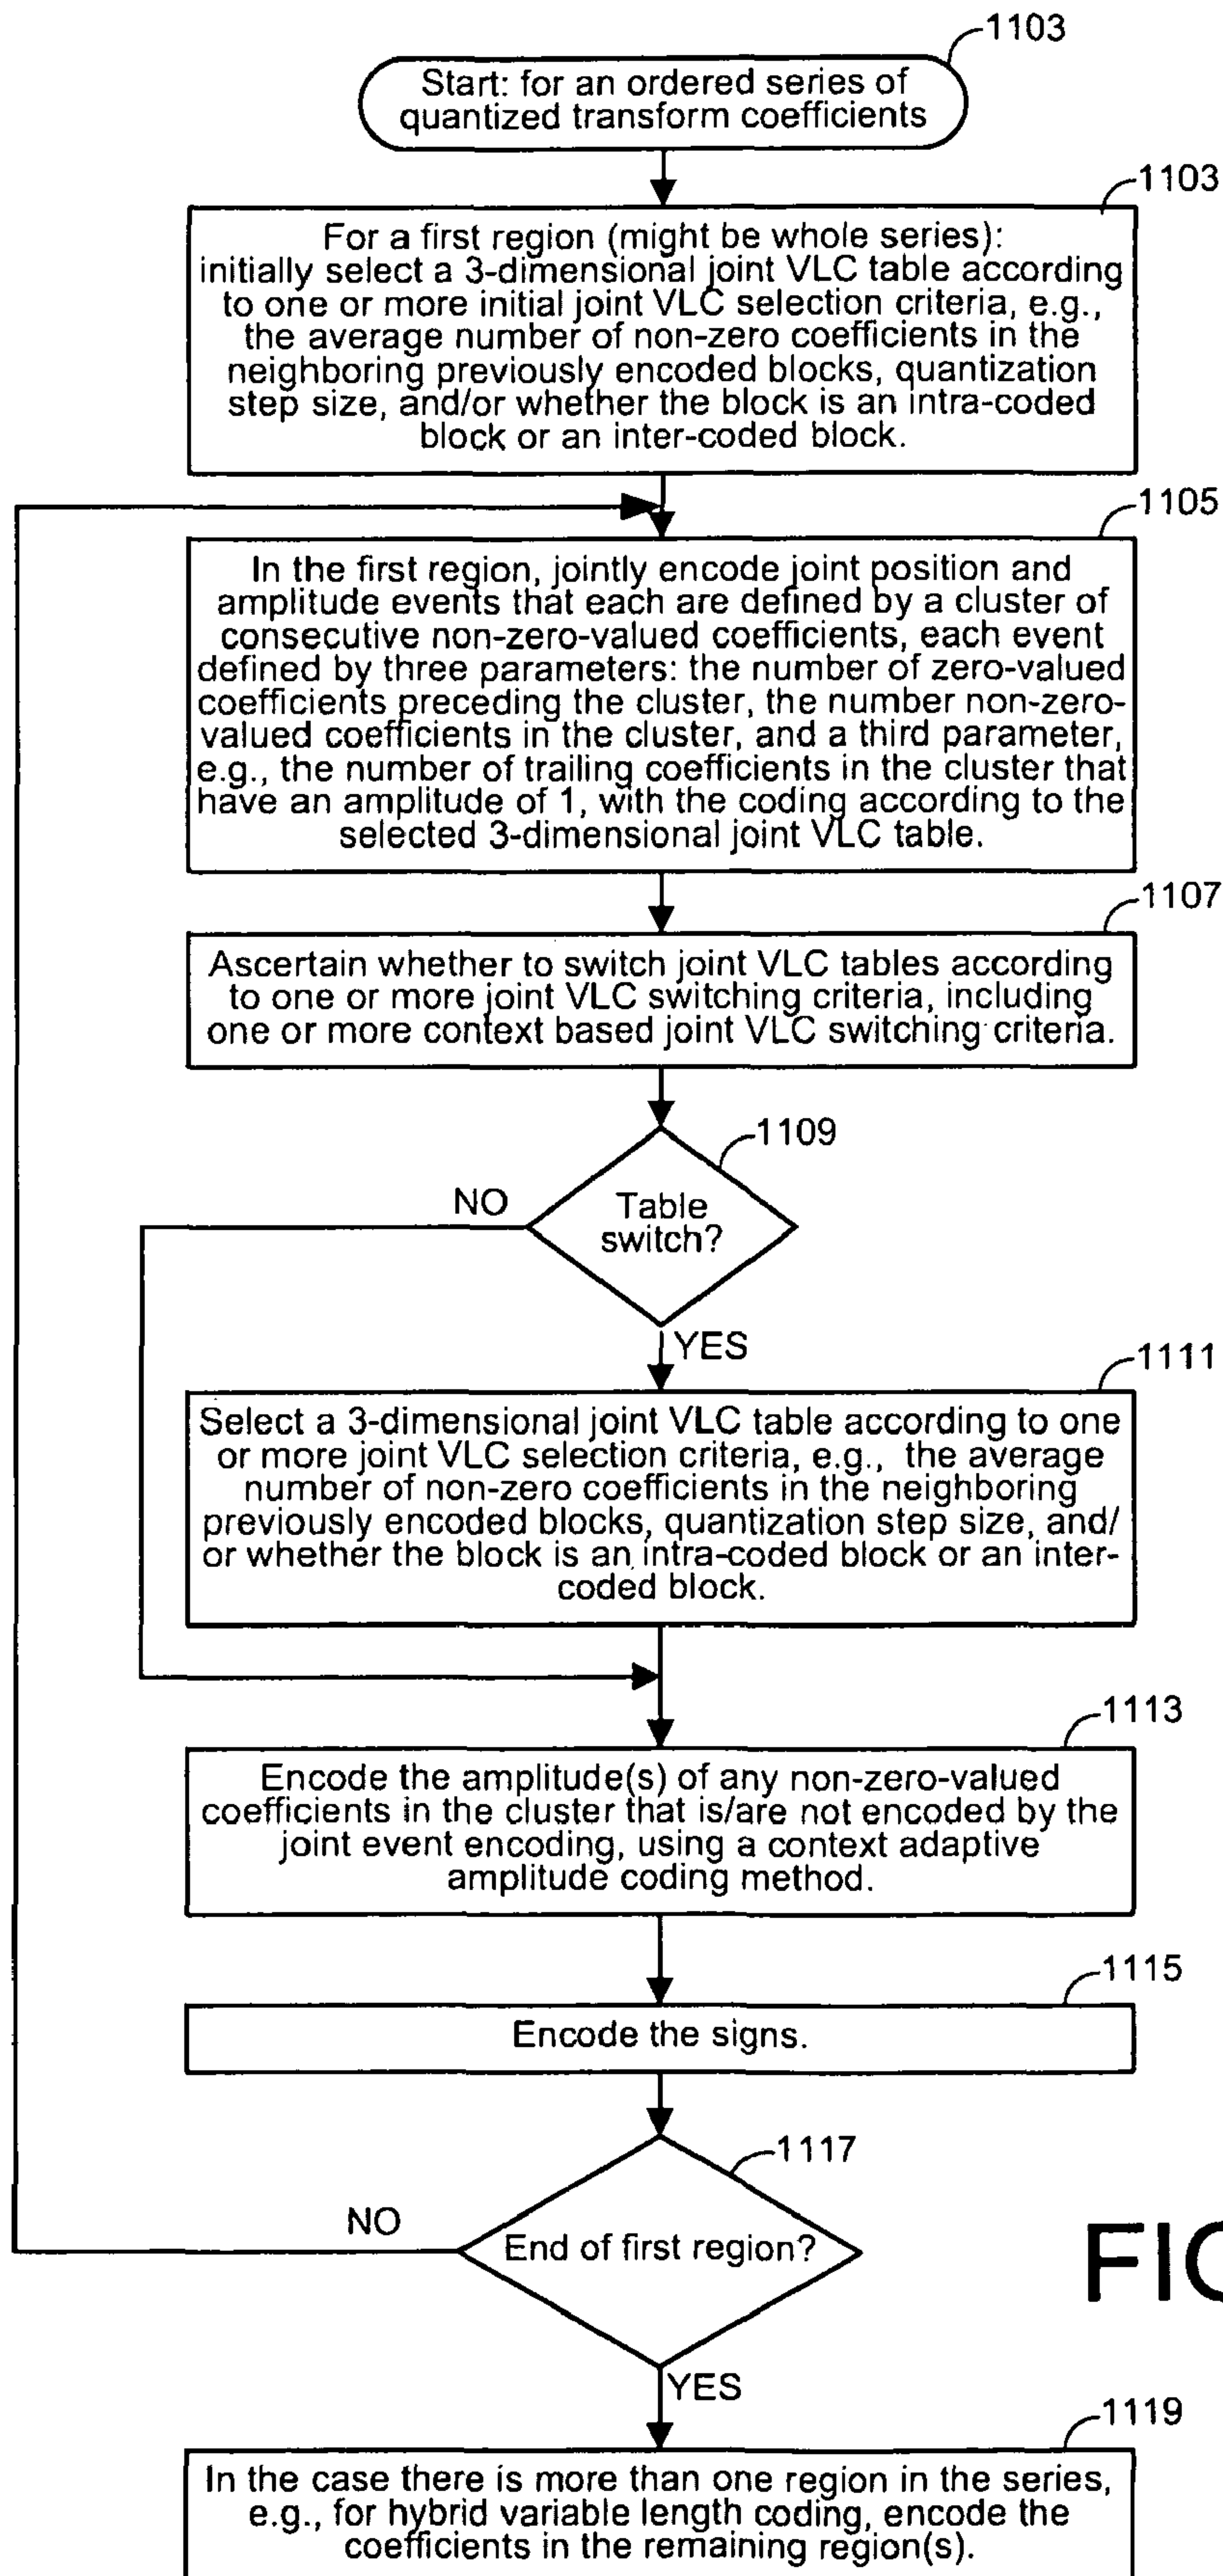 1103
Start: for an ordered series of
quantized transform coefficients
1103
For a first region (might be whole series):
initially select a 3-dimensional joint VLC table according
to one or more initial joint VLC selection criteria, e.g.,
the average number of non-zero coefficients in the
neighboring previously encoded blocks, quantization
step size, and/or whether the block is an intra-coded
block or an inter-coded block.
1105
In the first region, jointly encode joint position and
amplitude events that each are defined by a cluster of
consecutive non-zero-valued coefficients, each event
defined by three parameters: the number of zero-valued
coefficients preceding the cluster, the number non-zero-
valued coefficients in the cluster, and a third parameter,
e.g., the number of trailing coefficients in the cluster that
have an amplitude of 1, with the coding according to the
selected 3-dimensional joint VLC table.
1107
Ascertain whether to switch joint VLC tables according
to one or more joint VLC switching criteria, including
one or more context based joint VLC switching criteria.
1109
NO
Table
switch?
YES
1111
Select a 3-dimensional joint VLC table according to one
or more joint VLC selection criteria, e.g., the average
number of non-zero coefficients in the neighboring
previously encoded blocks, quantization step size, and/
or whether the block is an intra-coded block or an inter-
coded block.
1113
Encode the amplitude(s) of any non-zero-valued
coefficients in the cluster that is/are not encoded by the
joint event encoding, using a context adaptive
amplitude coding method.
1115
Encode the signs.
1117
NO
End of first region?
YES
1119
In the case there is more than one region in the series,
e.g., for hybrid variable length coding, encode the
coefficients in the remaining region(s).